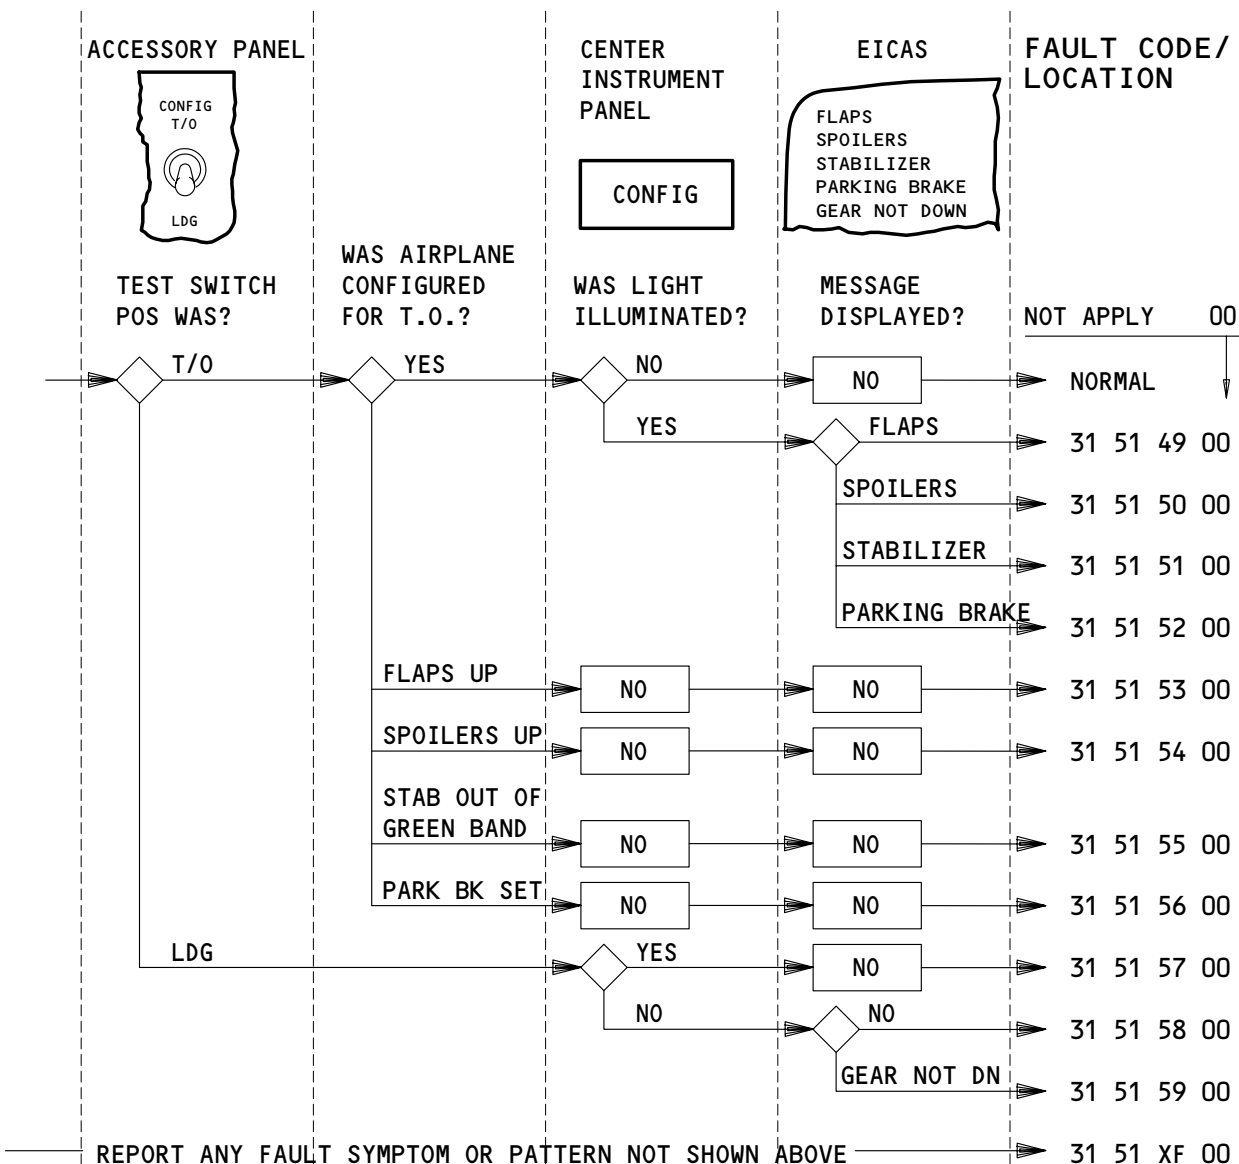 ACCESSORY PANEL
CENTER
INSTRUMENT
PANEL
EICAS
FAULT CODE/
LOCATION
CONFIG
T/O
LDG
CONFIG
FLAPS
SPOILERS
STABILIZER
PARKING BRAKE
GEAR NOT DOWN
TEST SWITCH
POS WAS?
WAS AIRPLANE
CONFIGURED
FOR T.O.?
WAS LIGHT
ILLUMINATED?
MESSAGE
DISPLAYED?
NOT APPLY 00
T/O YES NO NO NORMAL
YES FLAPS 31 51 49 00
SPOILERS 31 51 50 00
STABILIZER 31 51 51 00
PARKING BRAKE 31 51 52 00
FLAPS UP NO NO 31 51 53 00
SPOILERS UP NO NO 31 51 54 00
STAB OUT OF
GREEN BAND NO NO 31 51 55 00
PARK BK SET NO NO 31 51 56 00
LDG YES NO 31 51 57 00
NO NO 31 51 58 00
GEAR NOT DN 31 51 59 00
REPORT ANY FAULT SYMPTOM OR PATTERN NOT SHOWN ABOVE 31 51 XF 00